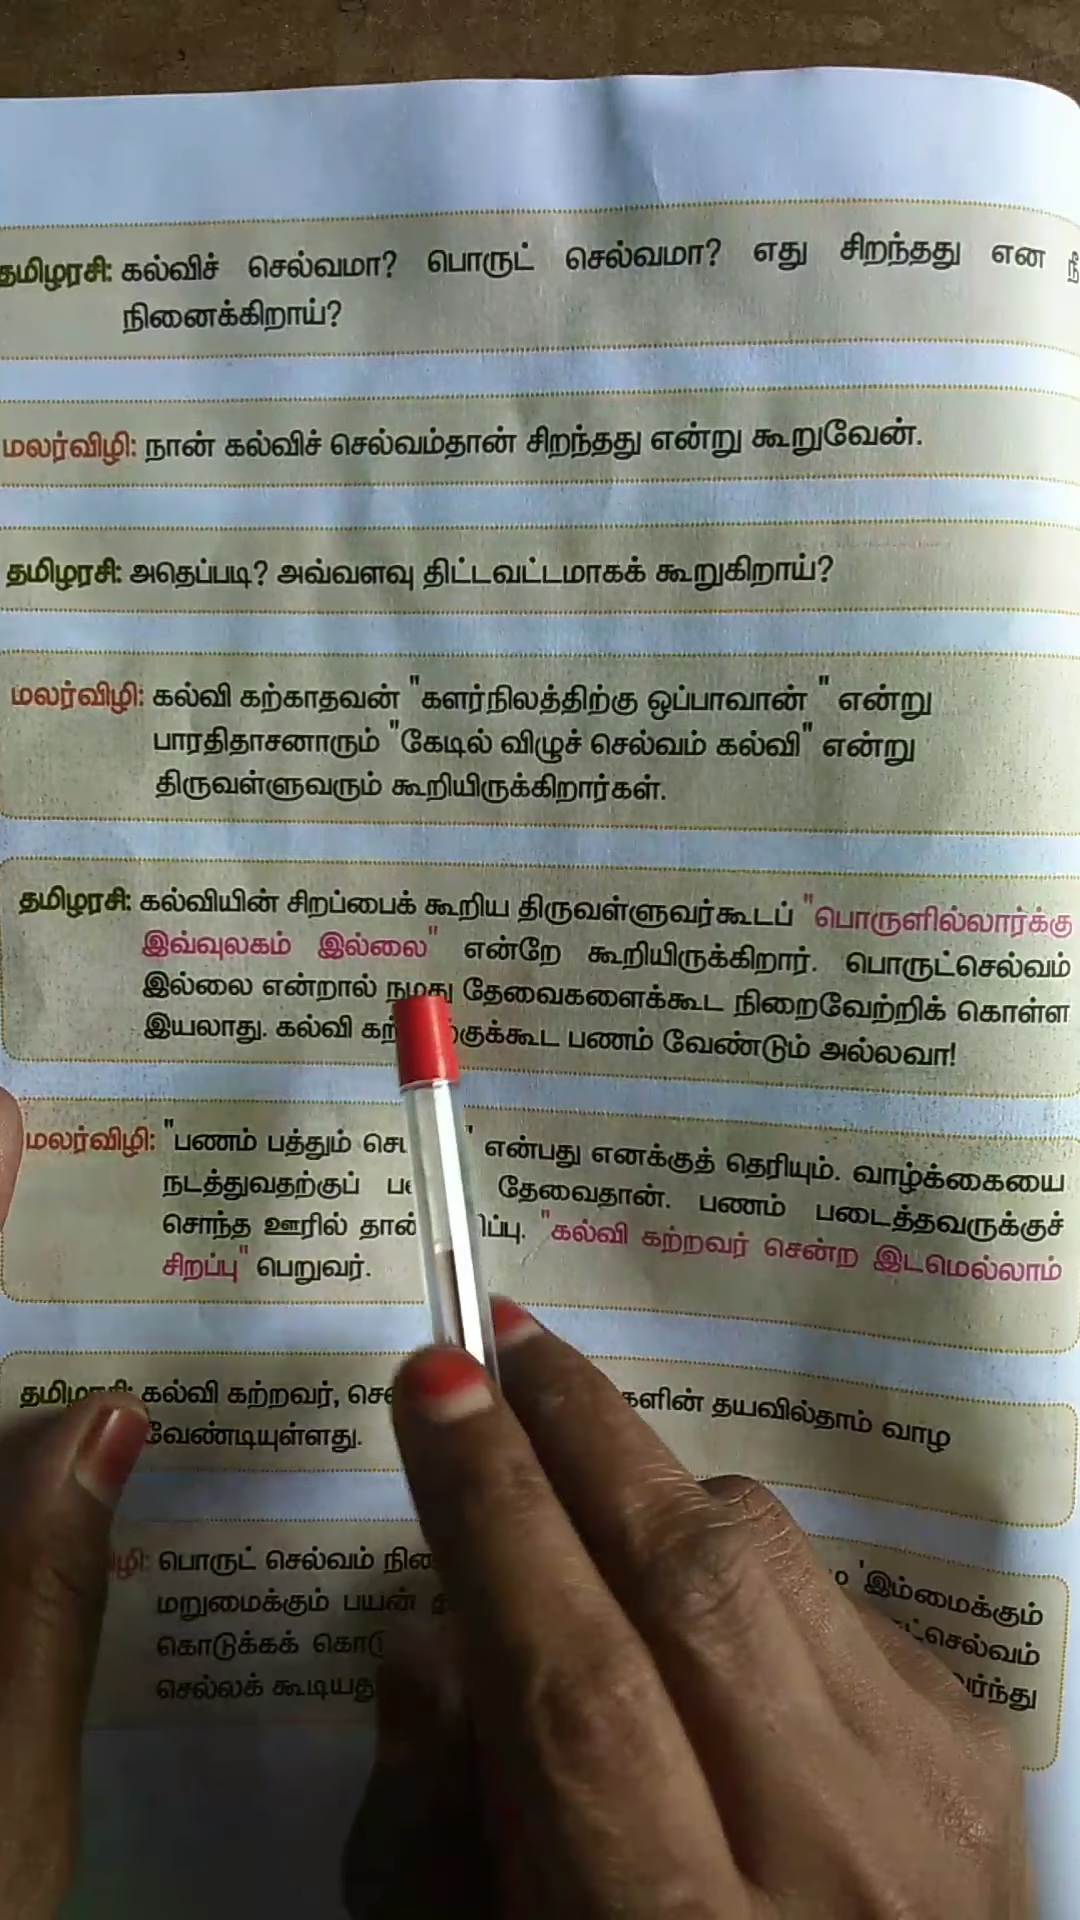 தமிழரசி: கல்விச் செல்வமா? பொருட் செல்வமா? எது சிறந்தது என நீ
நினைக்கிறாய்?
மலர்விழி: நான் கல்விச் செல்வம்தான் சிறந்தது என்று கூறுவேன்.
தமிழரசி: அதெப்படி? அவ்வளவு திட்டவட்டமாகக் கூறுகிறாய்?
மலர்விழி: கல்வி கற்காதவன் "களர்நிலத்திற்கு ஒப்பாவான் " என்று
பாரதிதாசனாரும் "கேடில் விழுச் செல்வம் கல்வி" என்று
திருவள்ளுவரும் கூறியிருக்கிறார்கள்.
தமிழரசி: கல்வியின் சிறப்பைக் கூறிய திருவள்ளுவர்கூடப் "பொருளில்லார்க்கு
இவ்வுலகம் இல்லை" என்றே கூறியிருக்கிறார். பொருட்செல்வம்
இல்லை என்றால் நமது தேவைகளைக்கூட நிறைவேற்றிக் கொள்ள
இயலாது. கல்வி பணம் வேண்டும் அல்லவா!
மலர்விழி: "பணம் பத்தும் என்பது எனக்குத் தெரியும். வாழ்க்கையை
நடத்துவதற்குப் தேவைதான். பணம் படைத்தவருக்குச்
சொந்த ஊரில் தான் "கல்வி கற்றவர் சென்ற இடமெல்லாம்
சிறப்பு" பெறுவர்.
தமிழரசி: கல்வி கற்றவர், தயவில்தாம் வாழ
வேண்டியுள்ளது.
பொருட் செல்வம் 'இம்மைக்கும்
மறுமைக்கும் பயன்
கொடுக்கக்
செல்லக் கூடியது